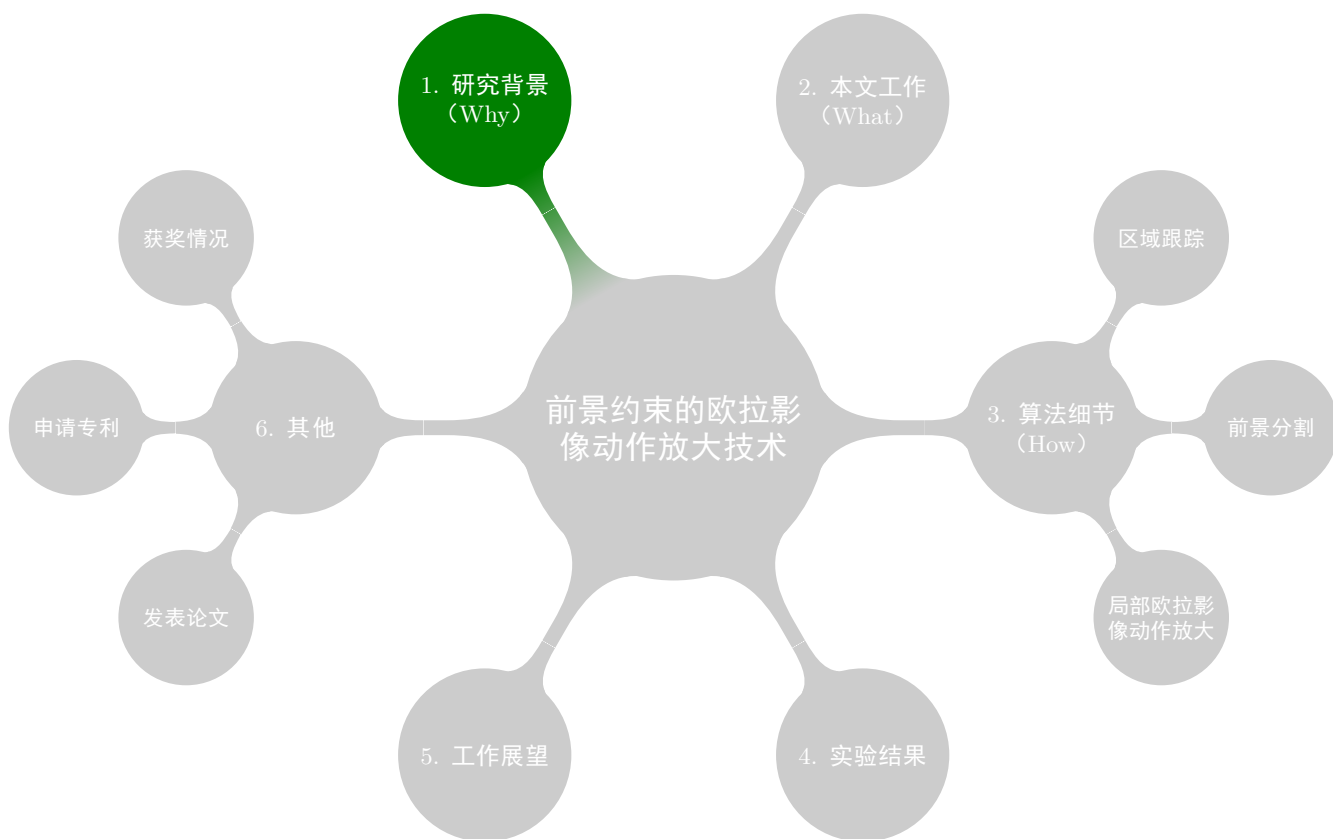 1. 研究背景
（Why）
2. 本文工作
（What）
获奖情况
区域跟踪
前景约束的欧拉影
像动作放大技术
申请专利
6. 其他
3. 算法细节
（How）
前景分割
发表论文
局部欧拉影
像动作放大
5. 工作展望
4. 实验结果